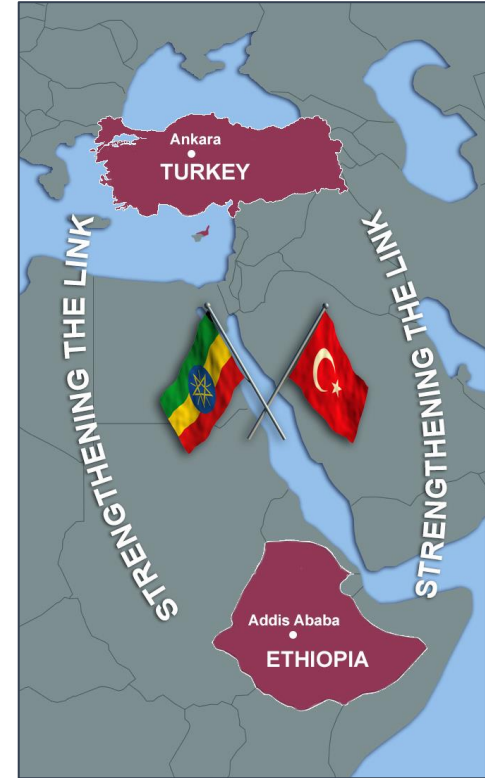 Ankara
TURKEY
STRENGTHENING THE LINK
STRENGTHENING THE LINK
Addis Ababa
ETHIOPIA